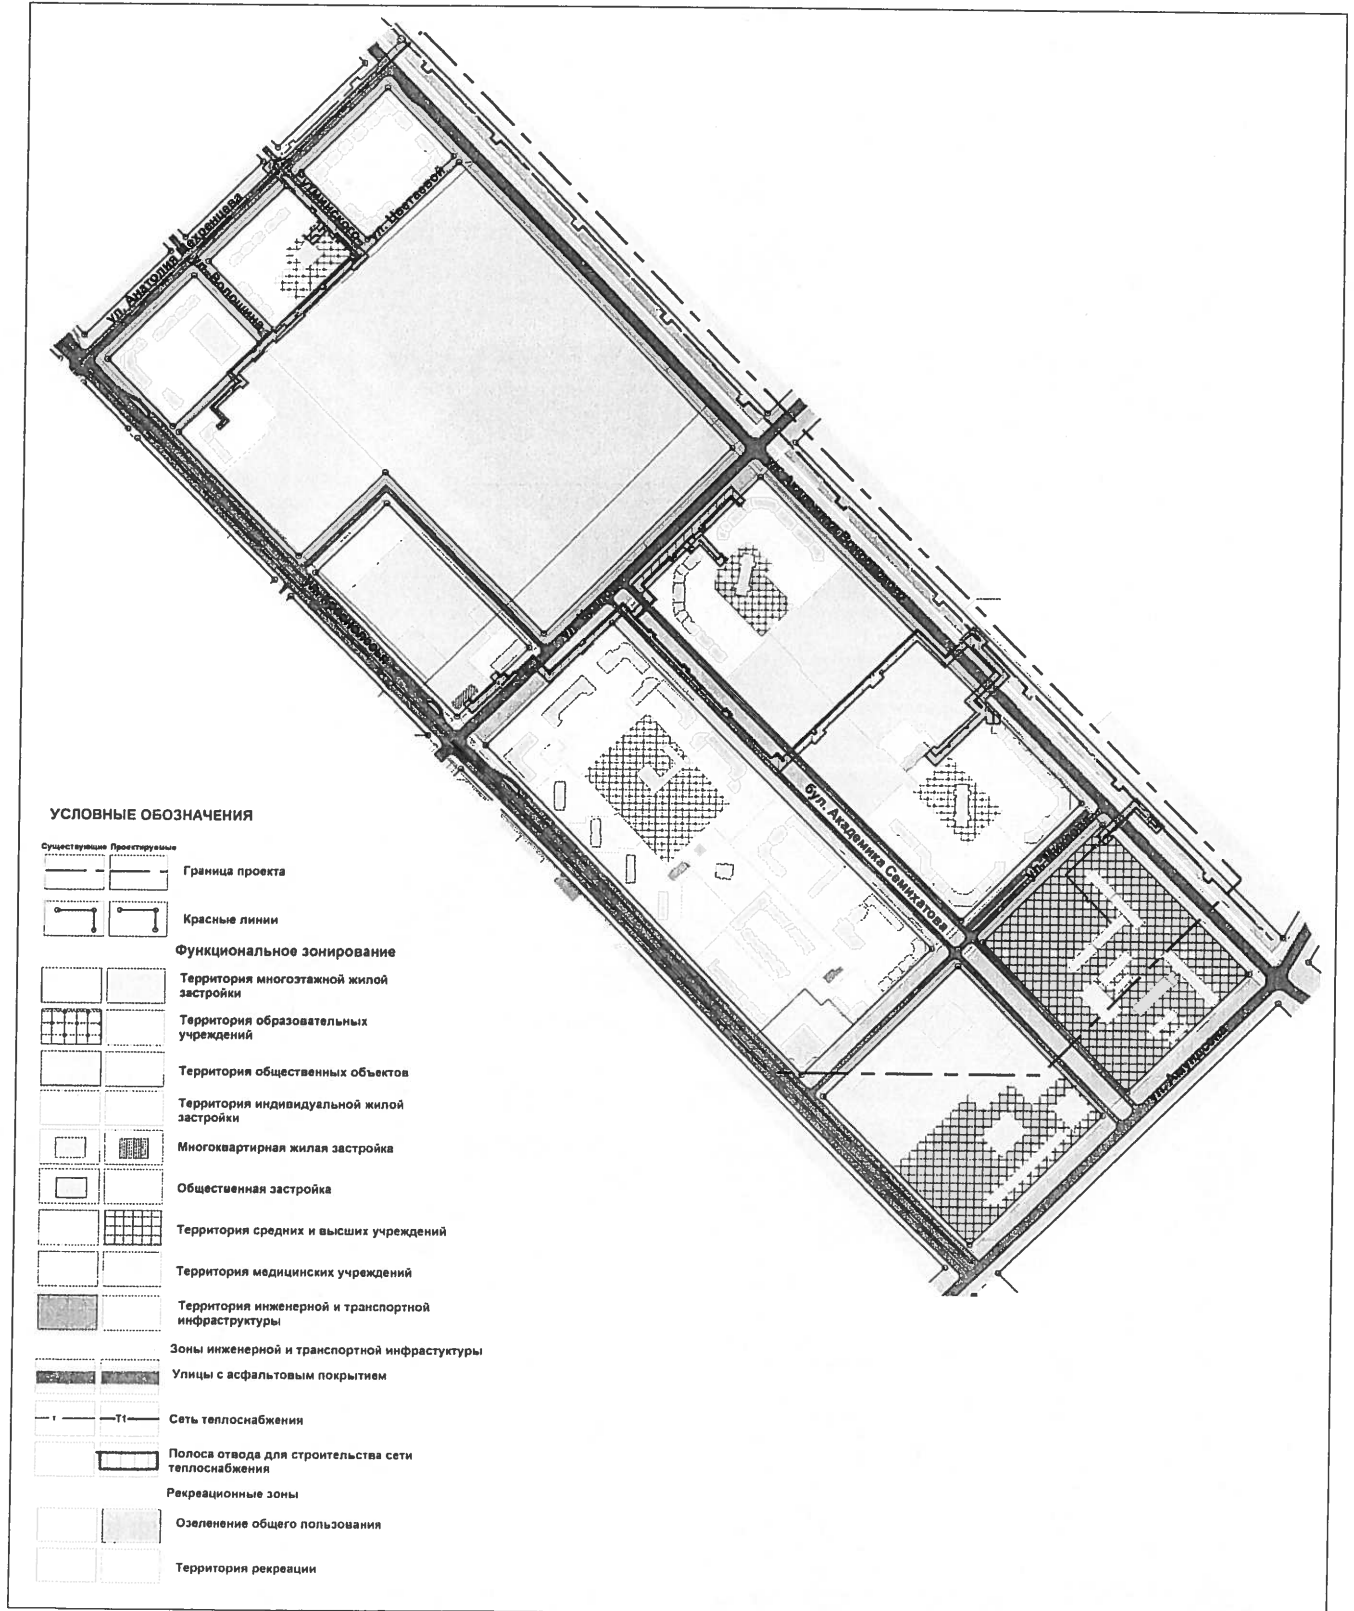 ул. Цветаевой
ул. Анатолия Мехренцева
ул. Волошина
бул. Академика Семихатова
ул. Амундсена
УСЛОВНЫЕ ОБОЗНАЧЕНИЯ
Существующие Проектируемые
Граница проекта
Красные линии
Функциональное зонирование
Территория многоэтажной жилой
застройки
Территория образовательных
учреждений
Территория общественных объектов
Территория индивидуальной жилой
застройки
Многоквартирная жилая застройка
Общественная застройка
Территория средних и высших учреждений
Территория медицинских учреждений
Территория инженерной и транспортной
инфраструктуры
Зоны инженерной и транспортной инфрастуктуры
Улицы с асфальтовым покрытием
т
Т1
Сеть теплоснабжения
Полоса отвода для строительства сети
теплоснабжения
Рекреационные зоны
Озеленение общего пользования
Территория рекреации